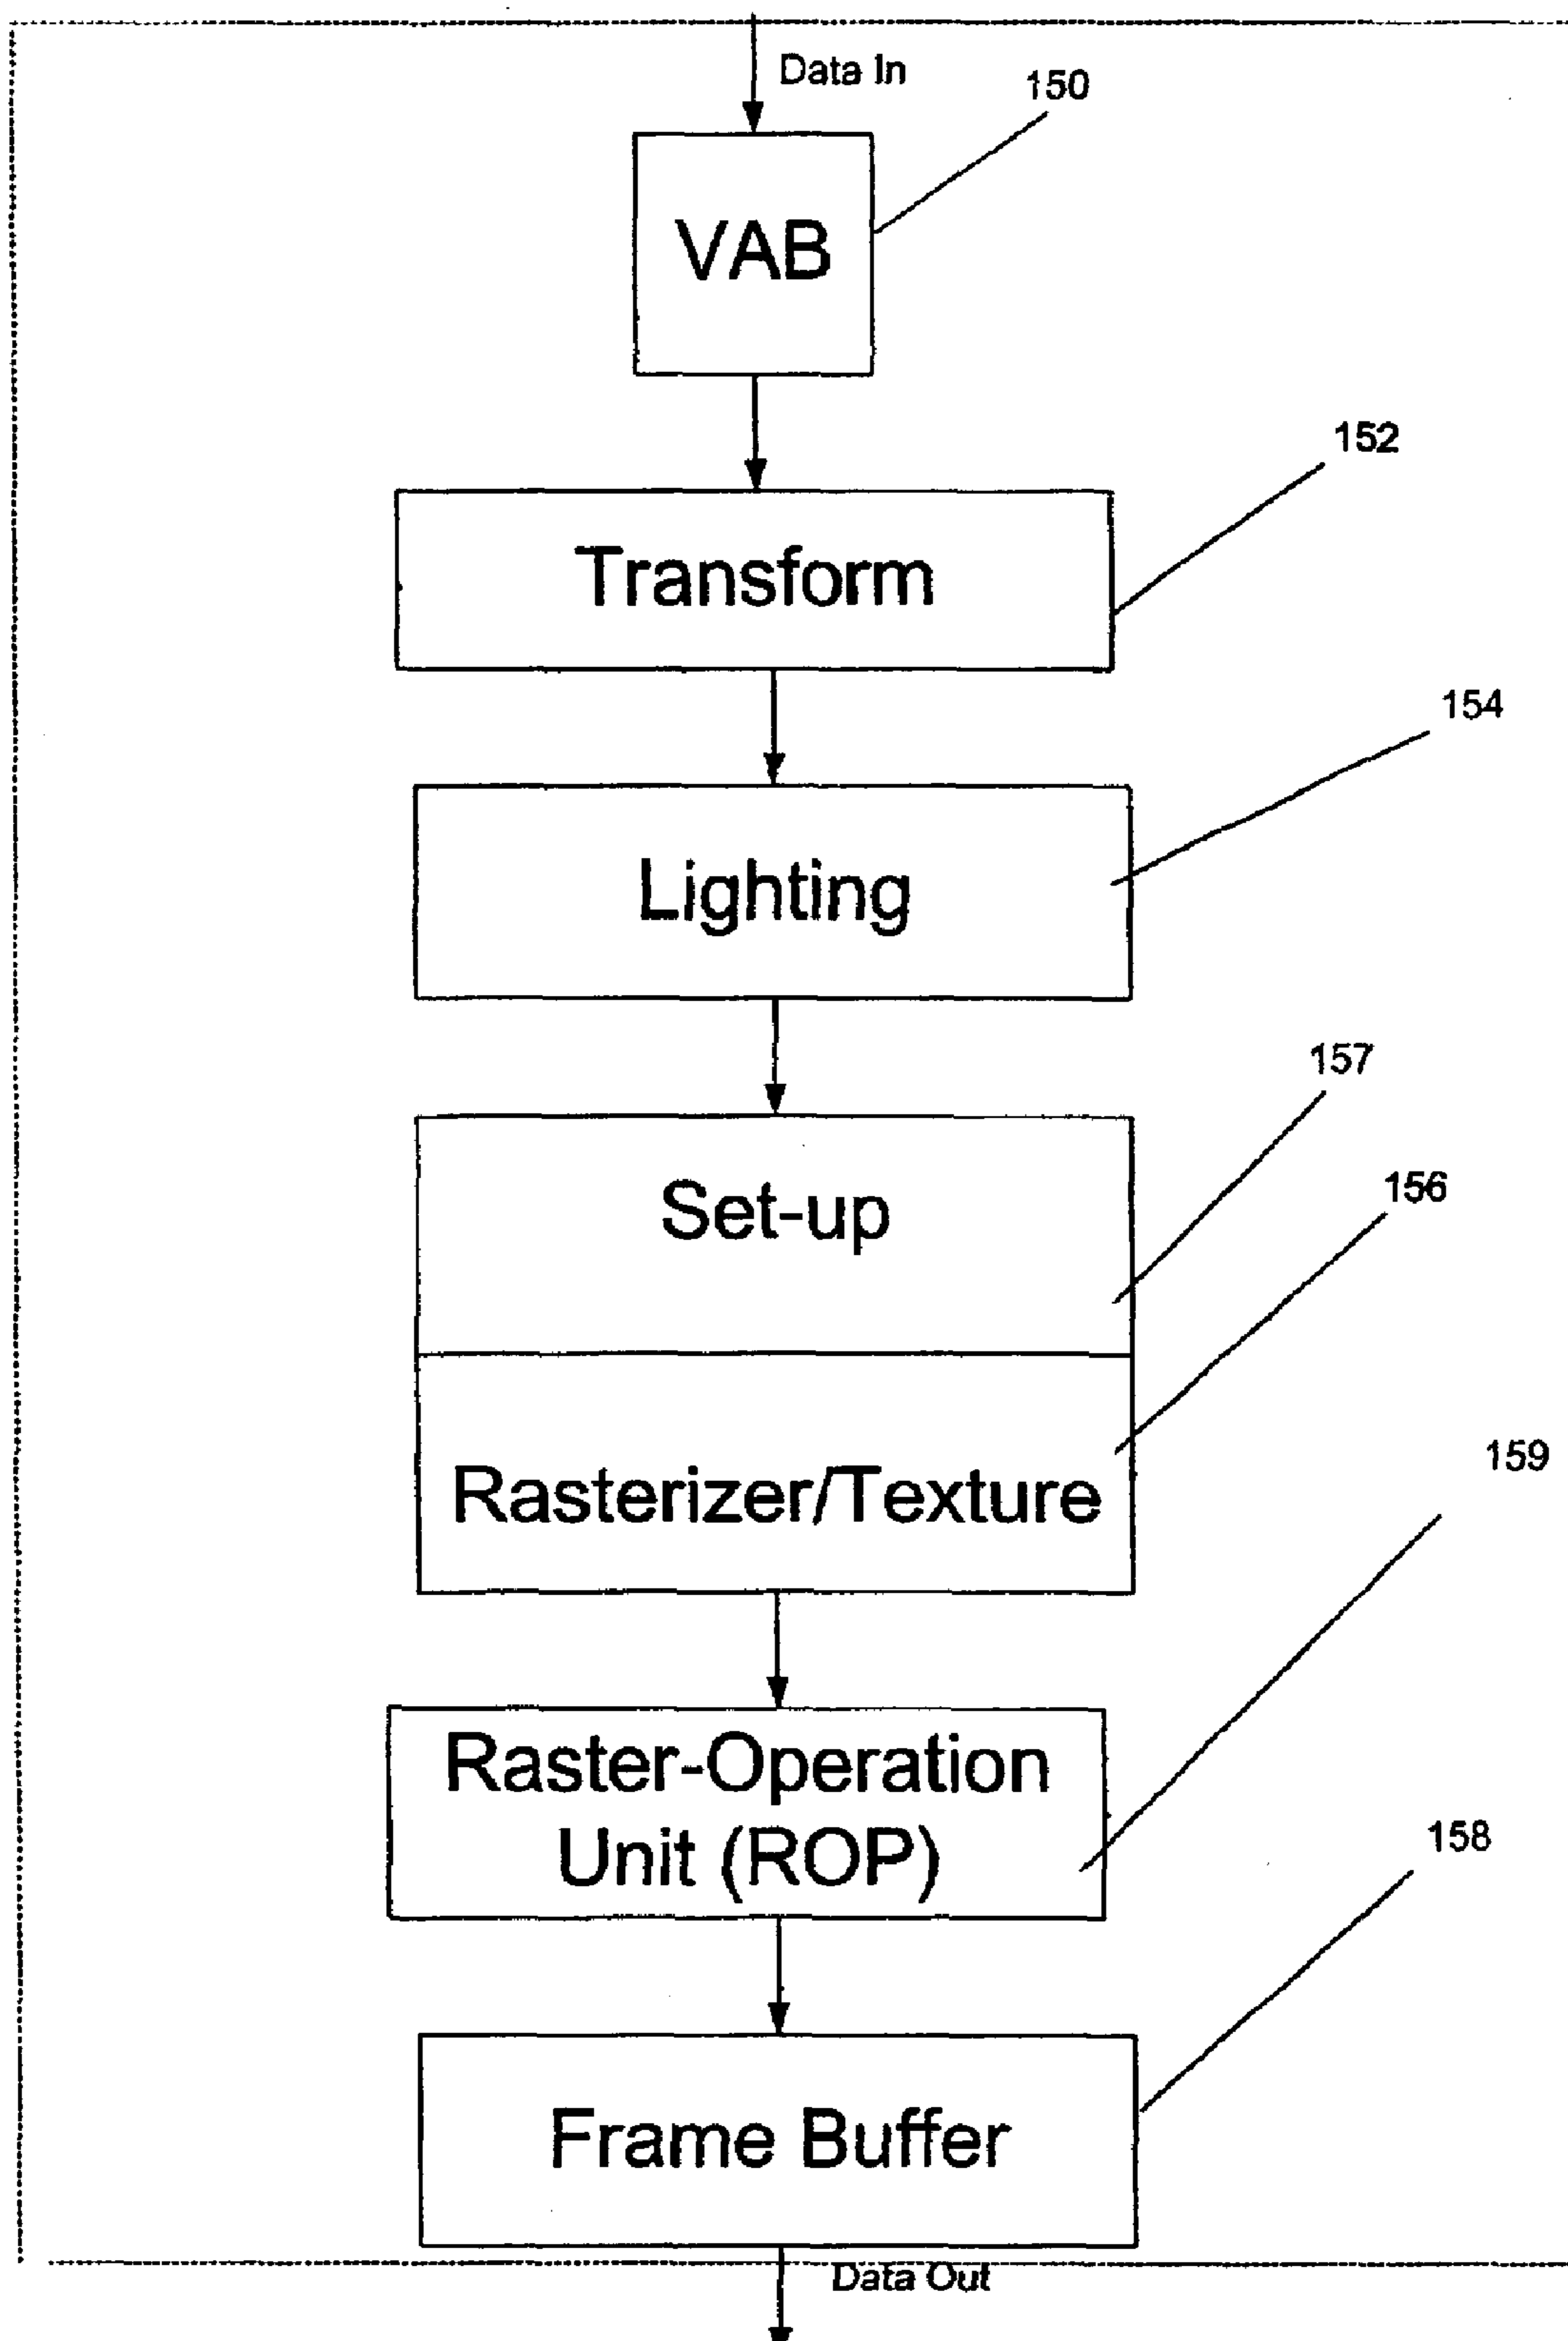 Data In
150
VAB
152
Transform
154
Lighting
157
Set-up
156
Rasterizer/Texture
159
Raster-Operation
Unit (ROP)
158
Frame Buffer
Data Out